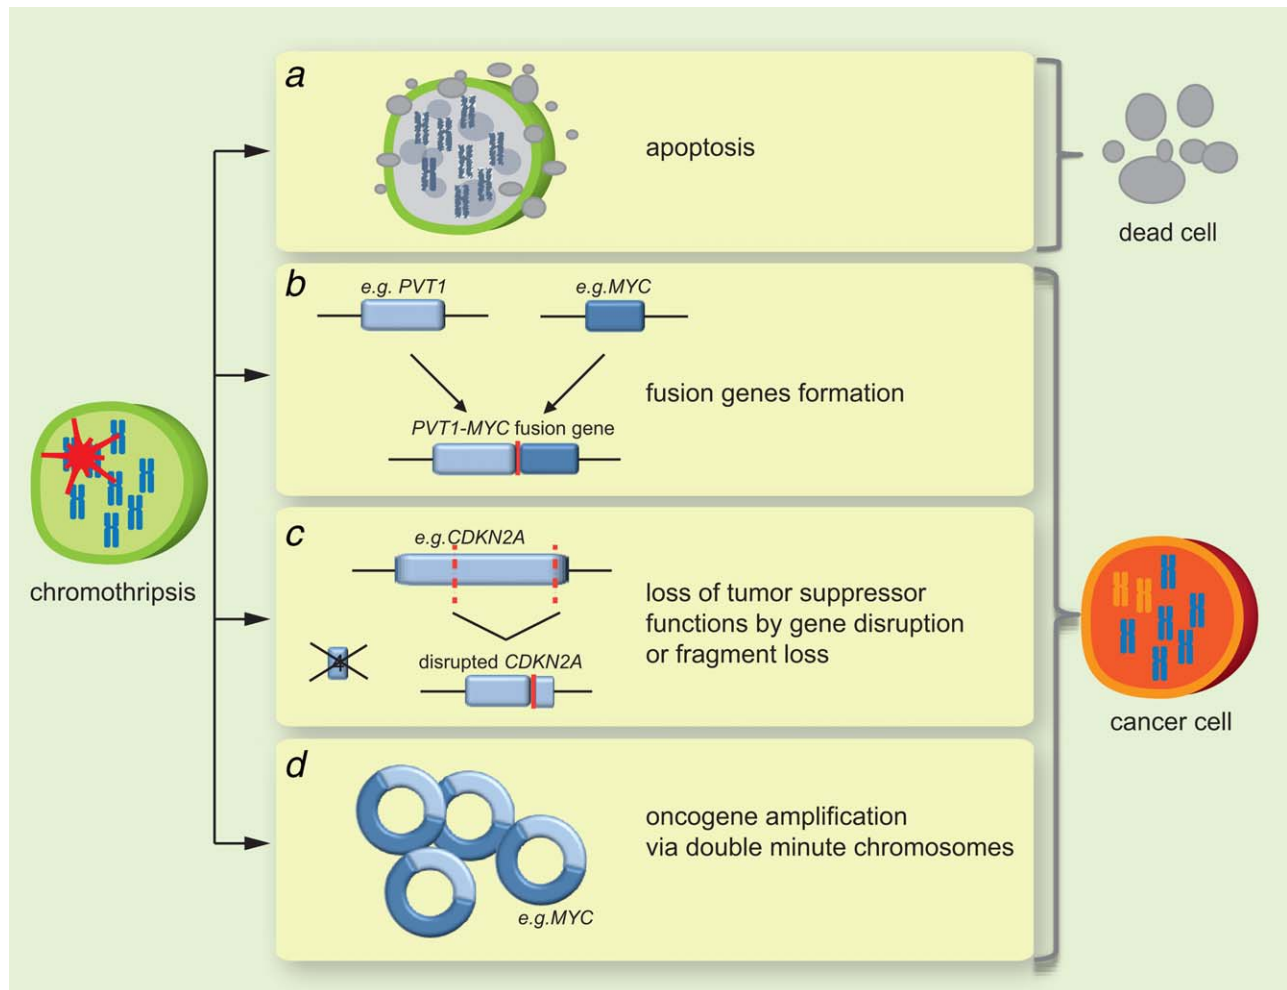 a
apoptosis
dead cell
b
e.g. PVT1
e.g.MYC
PVT1-MYC fusion gene
fusion genes formation
chromothripsis
c
e.g.CDKN2A
4
disrupted CDKN2A
loss of tumor suppressor
functions by gene disruption
or fragment loss
cancer cell
d
e.g.MYC
oncogene amplification
via double minute chromosomes